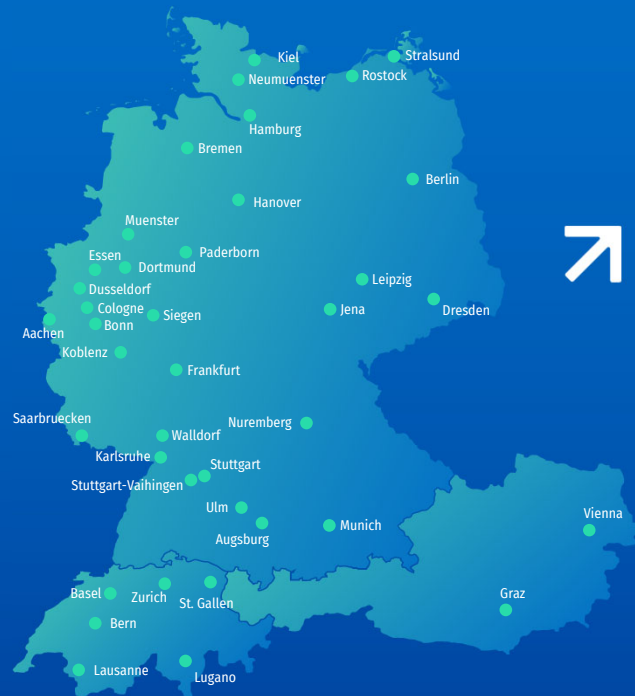 Kiel
Stralsund
Rostock
Neumuenster
Hamburg
Bremen
Berlin
Hanover
Muenster
Essen
Paderborn
Dortmund
Leipzig
Dusseldorf
Cologne
Siegen
Jena
Dresden
Bonn
Aachen
Koblenz
Frankfurt
Saarbruecken
Nuremberg
Walldorf
Karlsruhe
Stuttgart
Stuttgart-Vaihingen
Ulm
Munich
Augsburg
Vienna
Basel
Zurich
St. Gallen
Graz
Bern
Lausanne
Lugano